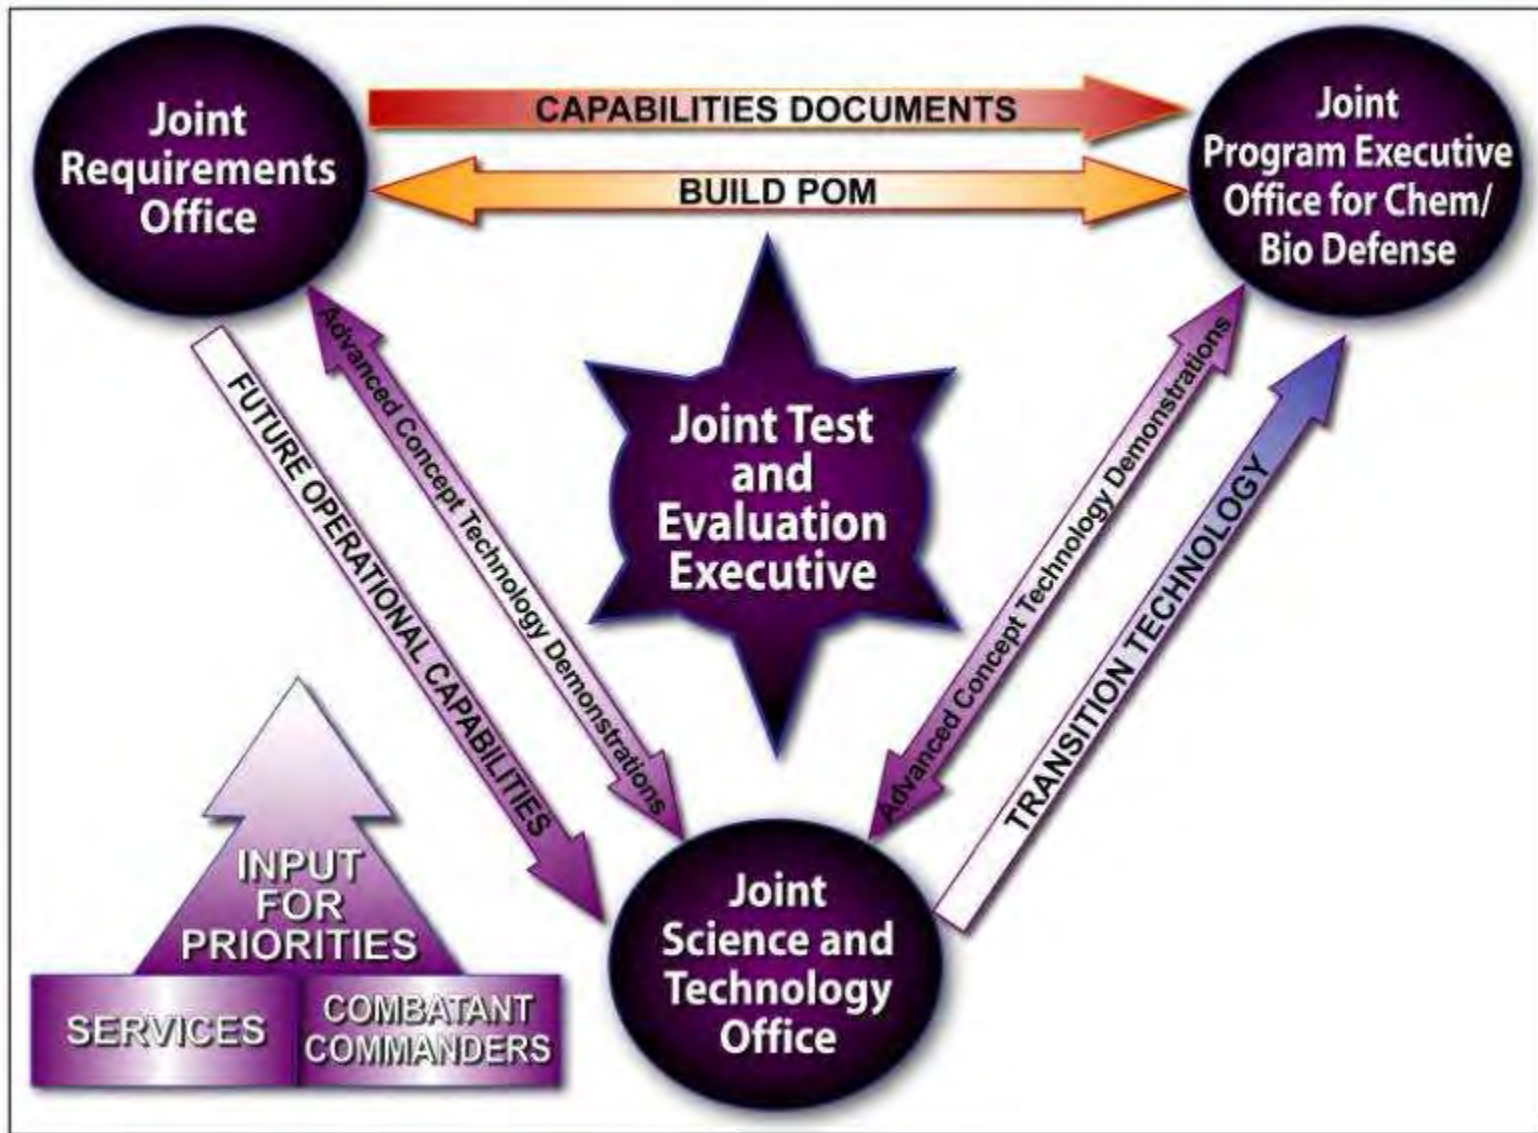 Joint
Requirements
Office
CAPABILITIES DOCUMENTS
BUILD POM
Joint
Program Executive
Office for Chem/
Bio Defense
Advanced Concept Technology Demonstrations
FUTURE OPERATIONAL CAPABILITIES
Joint Test
and
Evaluation
Executive
Advanced Concept Technology Demonstrations
TRANSITION TECHNOLOGY
INPUT
FOR
PRIORITIES
SERVICES
COMBATANT
COMMANDERS
Joint
Science and
Technology
Office